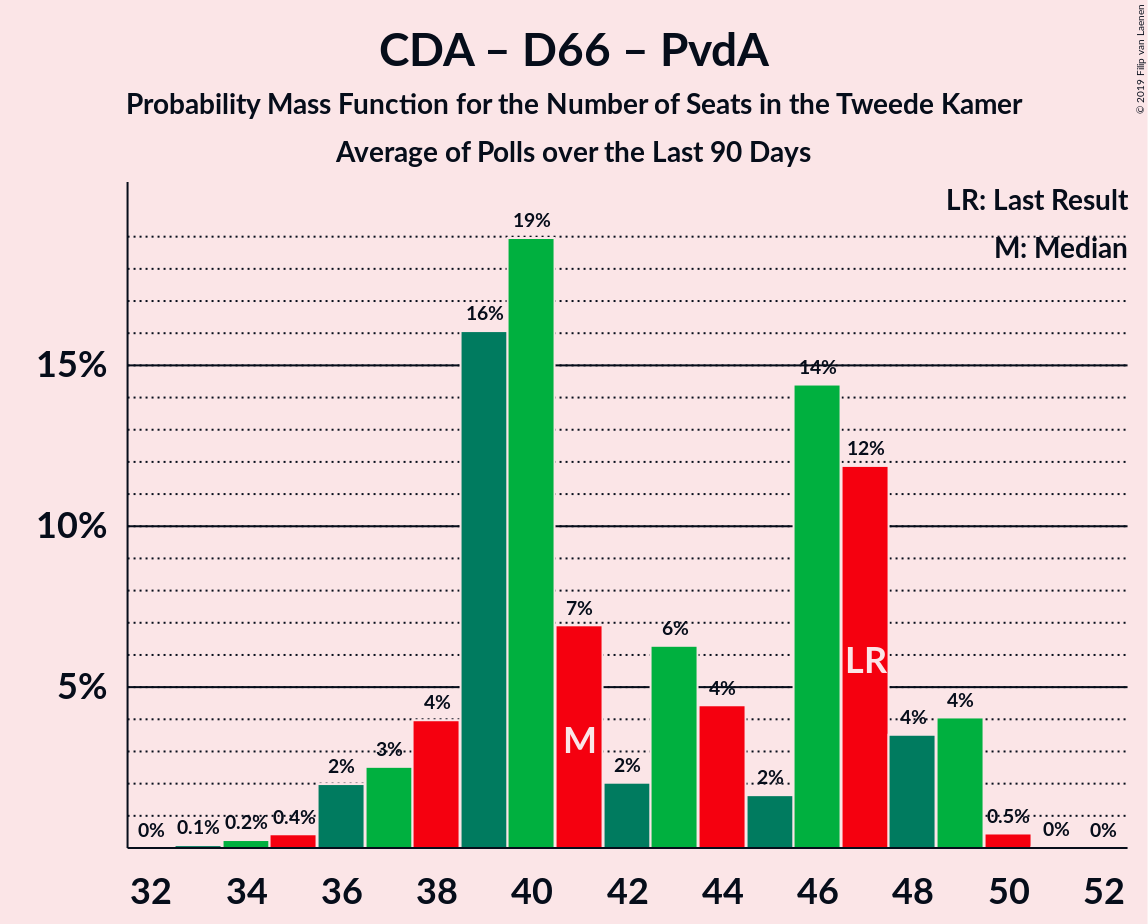 CDA – D66 – PvdA
Probability Mass Function for the Number of Seats in the Tweede Kamer
Average of Polls over the Last 90 Days
© 2019 Filip van Laenen
LR: Last Result
M: Median
15%
10%
5%
0%
0.1%
0.2%
0.4%
2%
3%
4%
16%
19%
7%
2%
6%
4%
2%
14%
12%
4%
4%
0.5%
0%
0%
M
LR
32 34 36 38 40 42 44 46 48 50 52